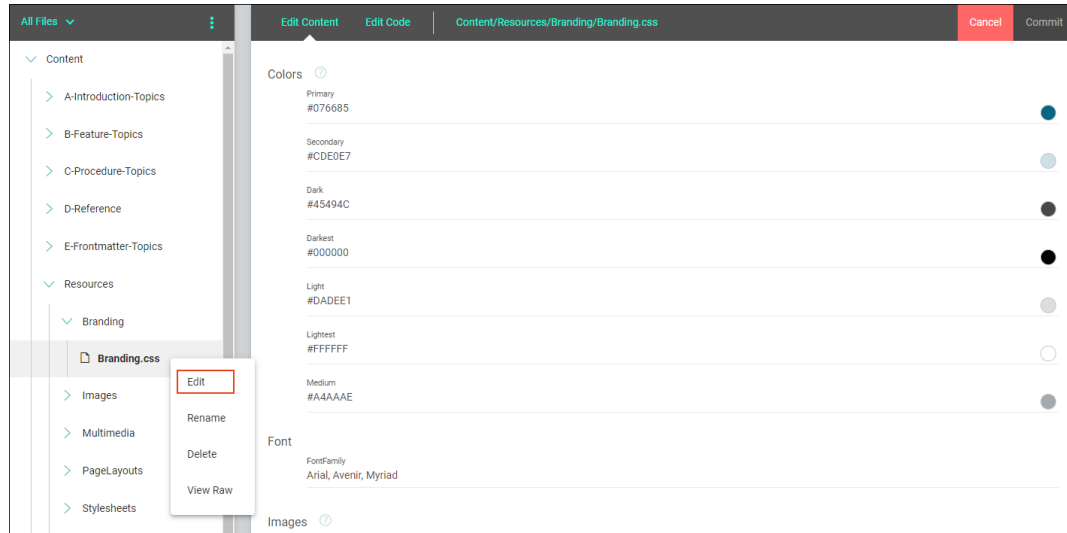 All Files
Edit Content
Edit Code
Content/Resources/Branding/Branding.css
Cancel
Commit
Content
A-Introduction-Topics
B-Feature-Topics
C-Procedure-Topics
D-Reference
E-Frontmatter-Topics
Resources
Branding
Branding.css
Images
Multimedia
PageLayouts
Stylesheets
Edit
Rename
Delete
View Raw
Colors
Primary
#076685
Secondary
#CDE0E7
Dark
#45494C
Darkest
#000000
Light
#DADEE1
Lightest
#FFFFFF
Medium
#A4AAAE
Font
FontFamily
Arial, Avenir, Myriad
Images